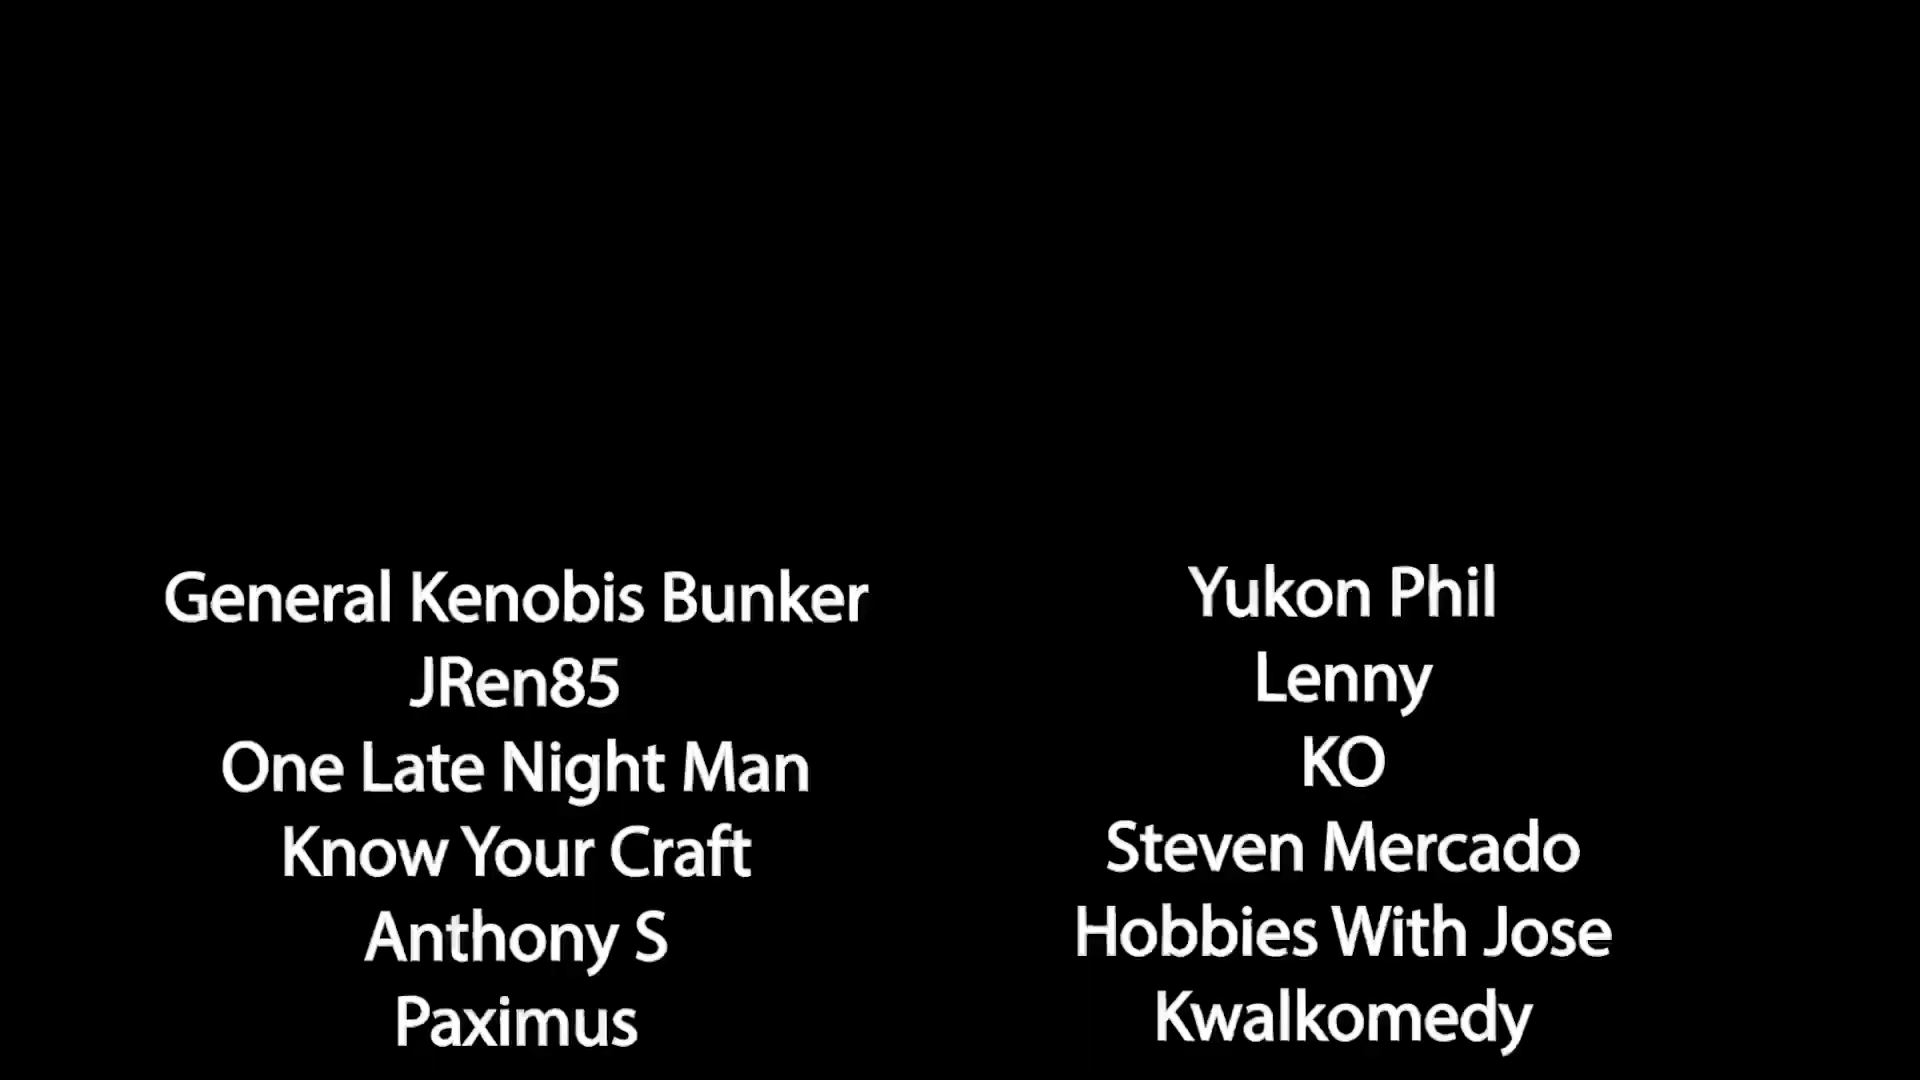 General Kenobis Bunker
JRen85
One Late Night Man
Know Your Craft
Anthony S
Paximus
Yukon Phil
Lenny
KO
Steven Mercado
Hobbies With Jose
Kwalkomedy